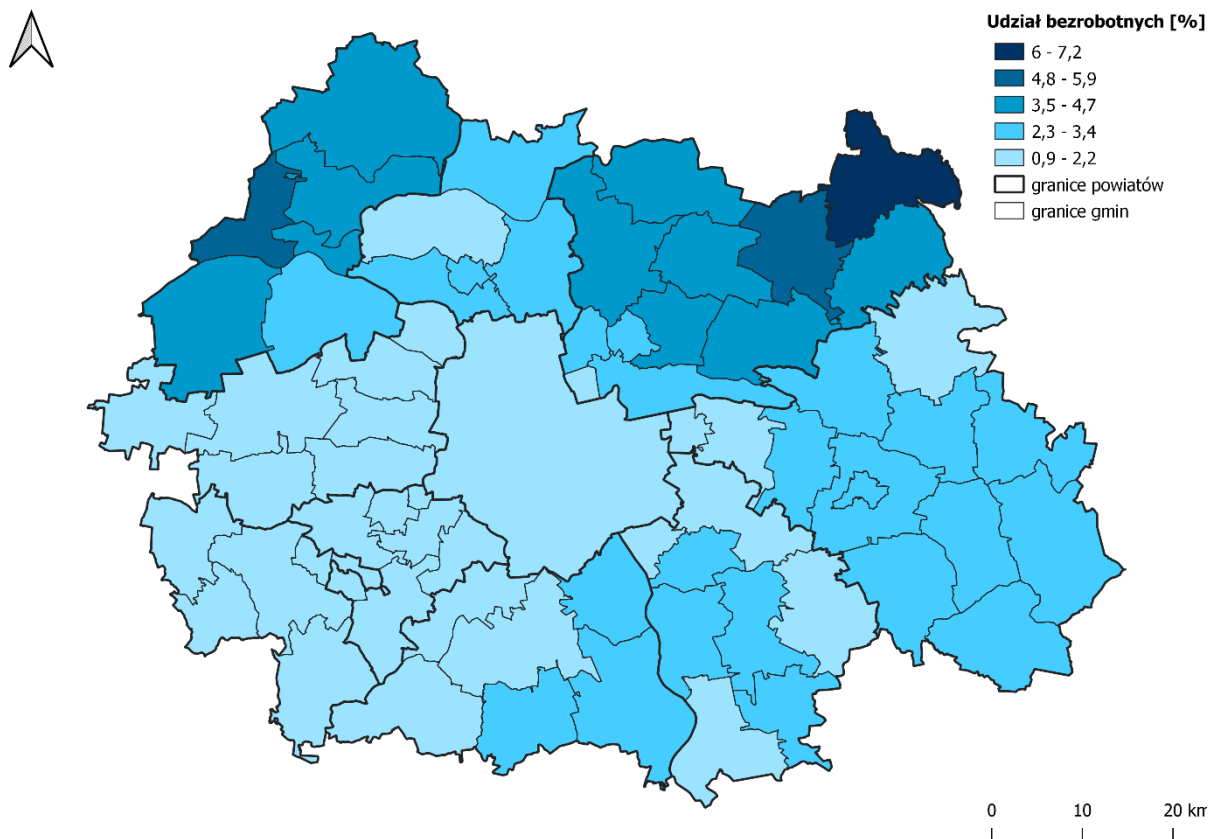 Udział bezrobotnych [%]
6 - 7,2
4,8 - 5,9
3,5 - 4,7
2,3 - 3,4
0,9 - 2,2
granice powiatów
granice gmin
0 10 20 km